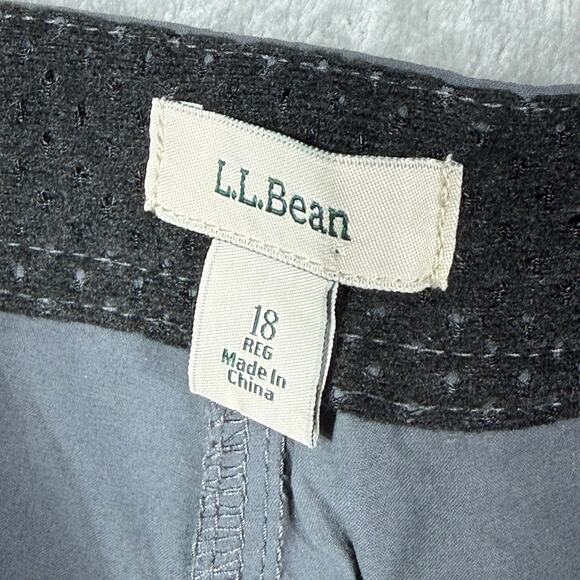 L.L.Bean
18
REG
Made In
China